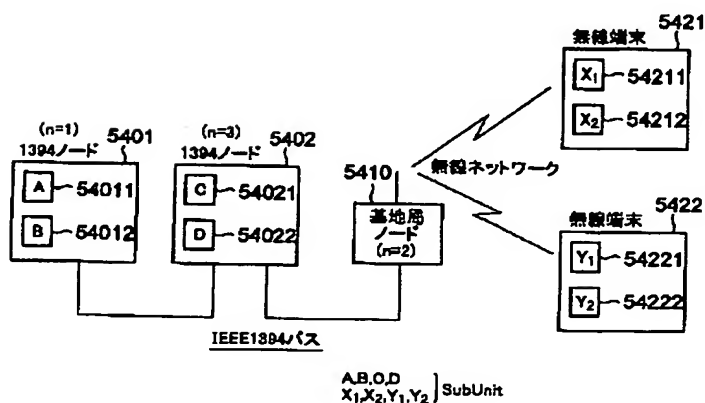 5421
無線端末
X₁ 54211
X₂ 54212
(n=1)
1394ノード
5401
A 54011
B 54012
(n=3)
1394ノード
5402
C 54021
D 54022
5410
基地局
ノード
(n=2)
無線ネットワーク
5422
無線端末
Y₁ 54221
Y₂ 54222
IEEE1394バス
A,B,C,D
X₁,X₂,Y₁,Y₂ } SubUnit